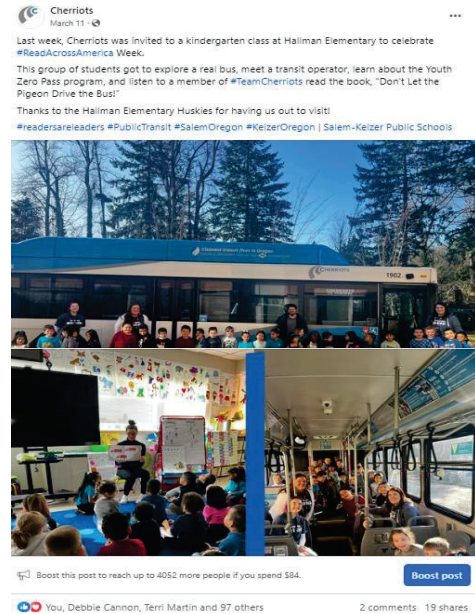 Cherriots
March 11 ·
Last week, Cherriots was invited to a kindergarten class at Hallman Elementary to celebrate
#ReadAcrossAmerica Week.
This group of students got to explore a real bus, meet a transit operator, learn about the Youth
Zero Pass program, and listen to a member of #TeamCherriots read the book, "Don't Let the
Pigeon Drive the Bus!"
Thanks to the Hallman Elementary Huskies for having us out to visit!
#readersareleaders #PublicTransit #SalemOregon #KeizerOregon | Salem-Keizer Public Schools
CHERRIOTS
1902
Boost this post to reach up to 4052 more people if you spend $84.
Boost post
You, Debbie Cannon, Terri Martin and 97 others
2 comments 19 shares